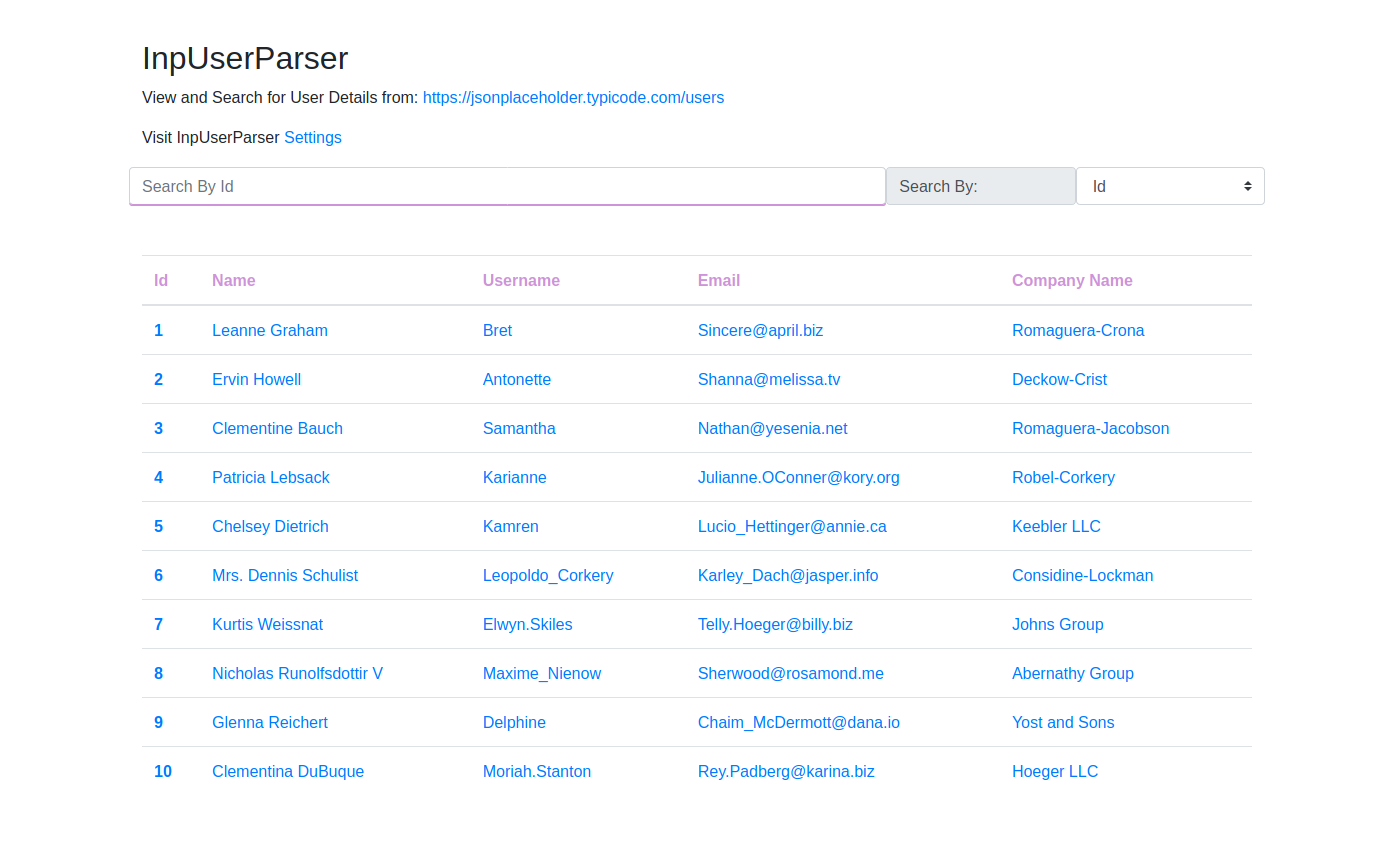 InpUserParser
View and Search for User Details from: https://jsonplaceholder.typicode.com/users
Visit InpUserParser Settings
Search By Id Search By: Id
Id Name Username Email Company Name
1 Leanne Graham Bret Sincere@april.biz Romaguera-Crona
2 Ervin Howell Antonette Shanna@melissa.tv Deckow-Crist
3 Clementine Bauch Samantha Nathan@yesenia.net Romaguera-Jacobson
4 Patricia Lebsack Karianne Julianne.OConner@kory.org Robel-Corkery
5 Chelsey Dietrich Kamren Lucio_Hettinger@annie.ca Keebler LLC
6 Mrs. Dennis Schulist Leopoldo_Corkery Karley_Dach@jasper.info Considine-Lockman
7 Kurtis Weissnat Elwyn.Skiles Telly.Hoeger@billy.biz Johns Group
8 Nicholas Runolfsdottir V Maxime_Nienow Sherwood@rosamond.me Abernathy Group
9 Glenna Reichert Delphine Chaim_McDermott@dana.io Yost and Sons
10 Clementina DuBuque Moriah.Stanton Rey.Padberg@karina.biz Hoeger LLC